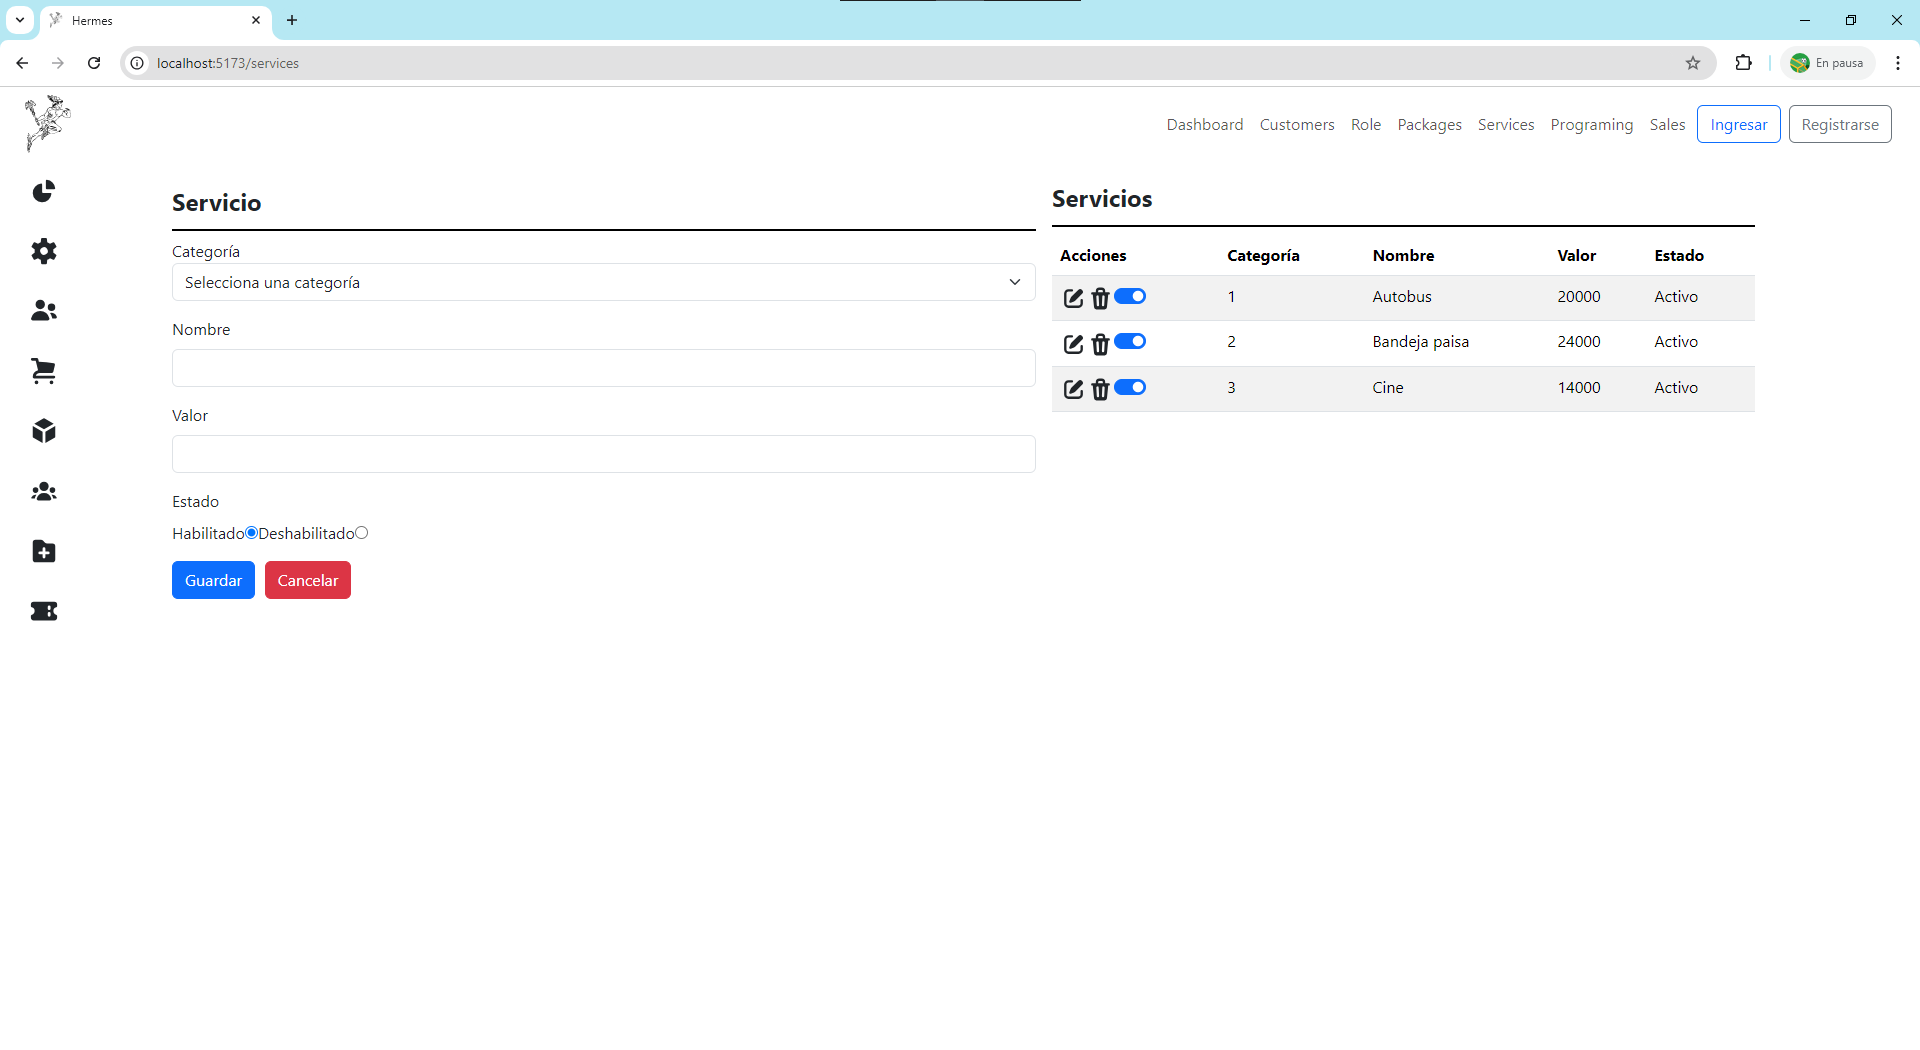 Hermes
localhost:5173/services
En pausa
Dashboard Customers Role Packages Services Programing Sales Ingresar Registrarse
Servicio
Categoría
Selecciona una categoría
Nombre
Valor
Estado
Habilitado Deshabilitado
Guardar Cancelar
Servicios
Acciones Categoría Nombre Valor Estado
1 Autobus 20000 Activo
2 Bandeja paisa 24000 Activo
3 Cine 14000 Activo